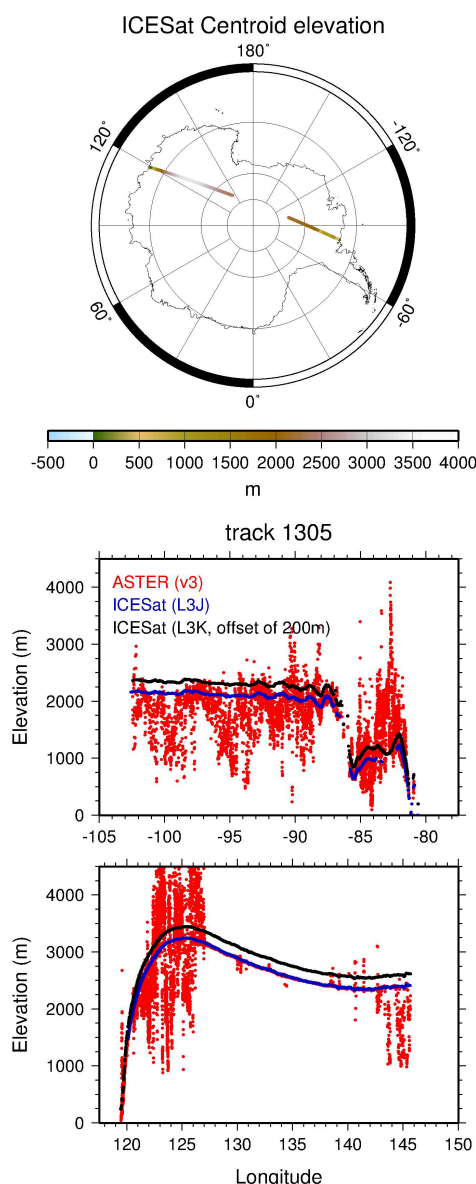 ICESat Centroid elevation
180°
120°
-120°
60°
-60°
0°
-500 0 500 1000 1500 2000 2500 3000 3500 4000
m
track 1305
ASTER (v3)
ICESat (L3J)
ICESat (L3K, offset of 200m)
4000
3000
2000
1000
0
Elevation (m)
-105 -100 -95 -90 -85 -80
4000
3000
2000
1000
0
Elevation (m)
120 125 130 135 140 145 150
Longitude